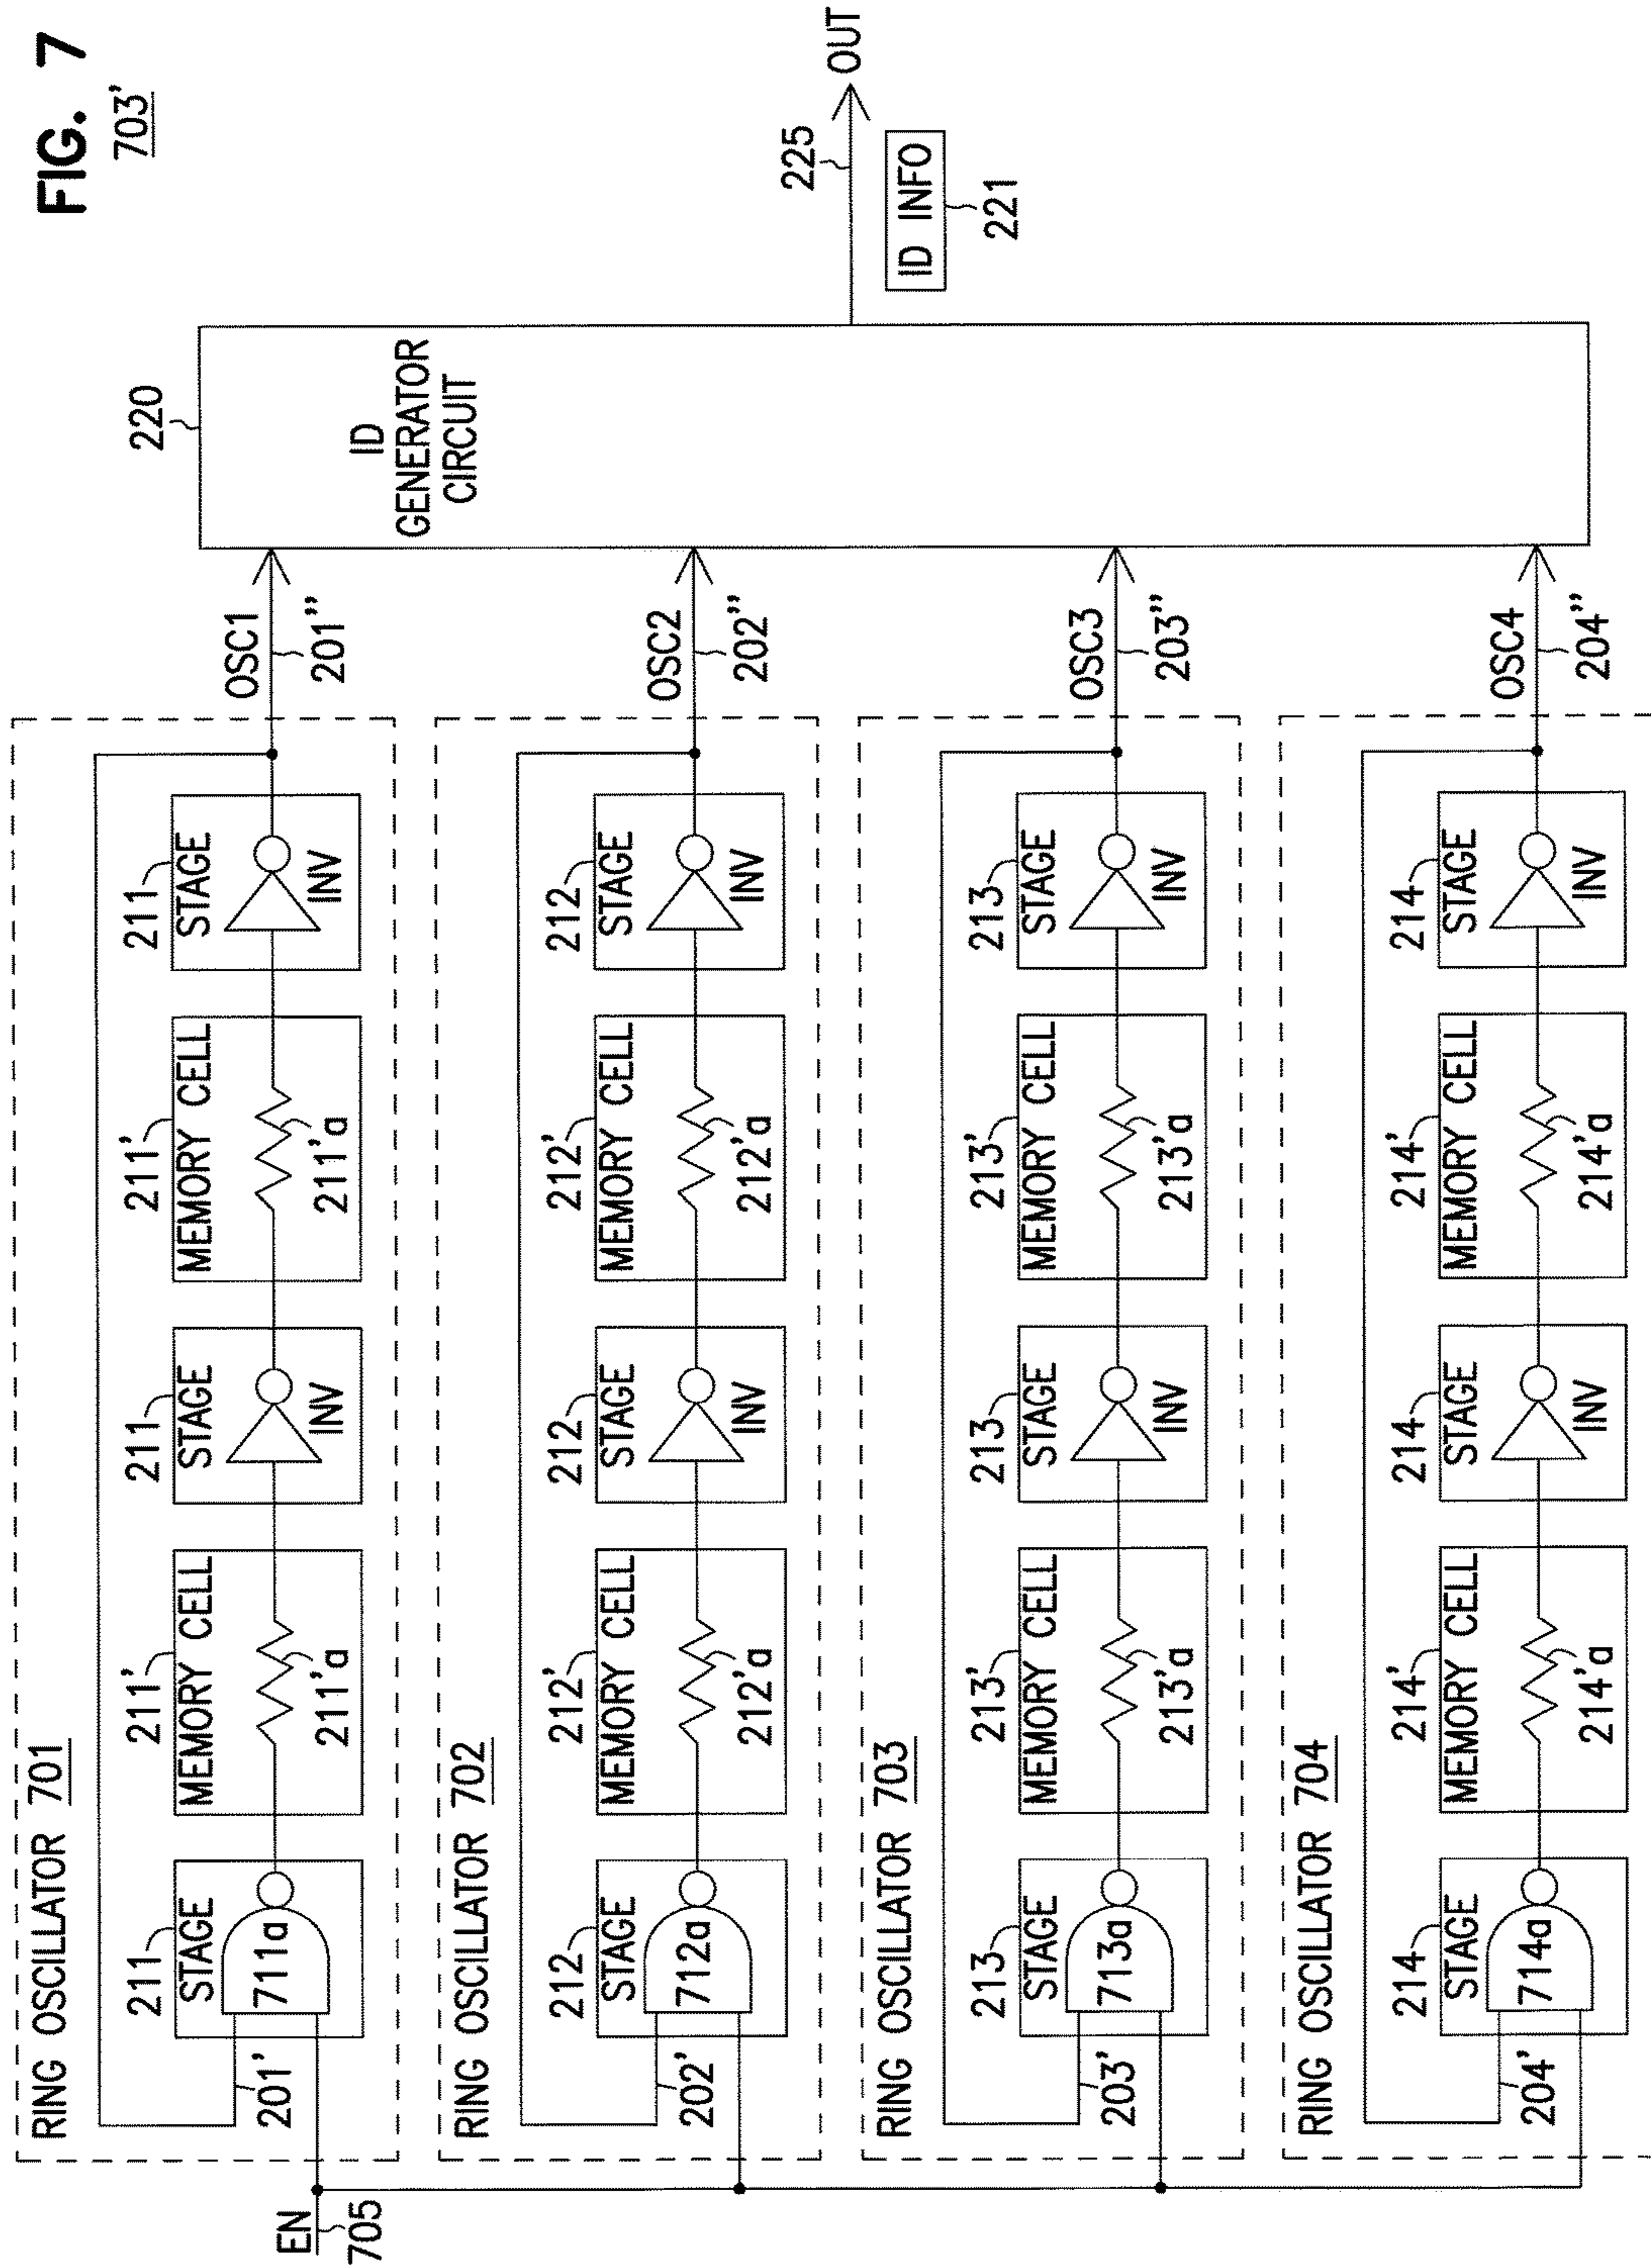 FIG. 7
703'
RING OSCILLATOR 701
211
STAGE
711a
211'
MEMORY CELL
211'a
211
STAGE
INV
211'
MEMORY CELL
211'a
211
STAGE
INV
201'
OSC1
201''
EN
705
RING OSCILLATOR 702
212
STAGE
712a
212'
MEMORY CELL
212'a
212
STAGE
INV
212'
MEMORY CELL
212'a
212
STAGE
INV
202'
OSC2
202''
RING OSCILLATOR 703
213
STAGE
713a
213'
MEMORY CELL
213'a
213
STAGE
INV
213'
MEMORY CELL
213'a
213
STAGE
INV
203'
OSC3
203''
RING OSCILLATOR 704
214
STAGE
714a
214'
MEMORY CELL
214'a
214
STAGE
INV
214'
MEMORY CELL
214'a
214
STAGE
INV
204'
OSC4
204''
220
ID
GENERATOR
CIRCUIT
225
OUT
ID INFO
221